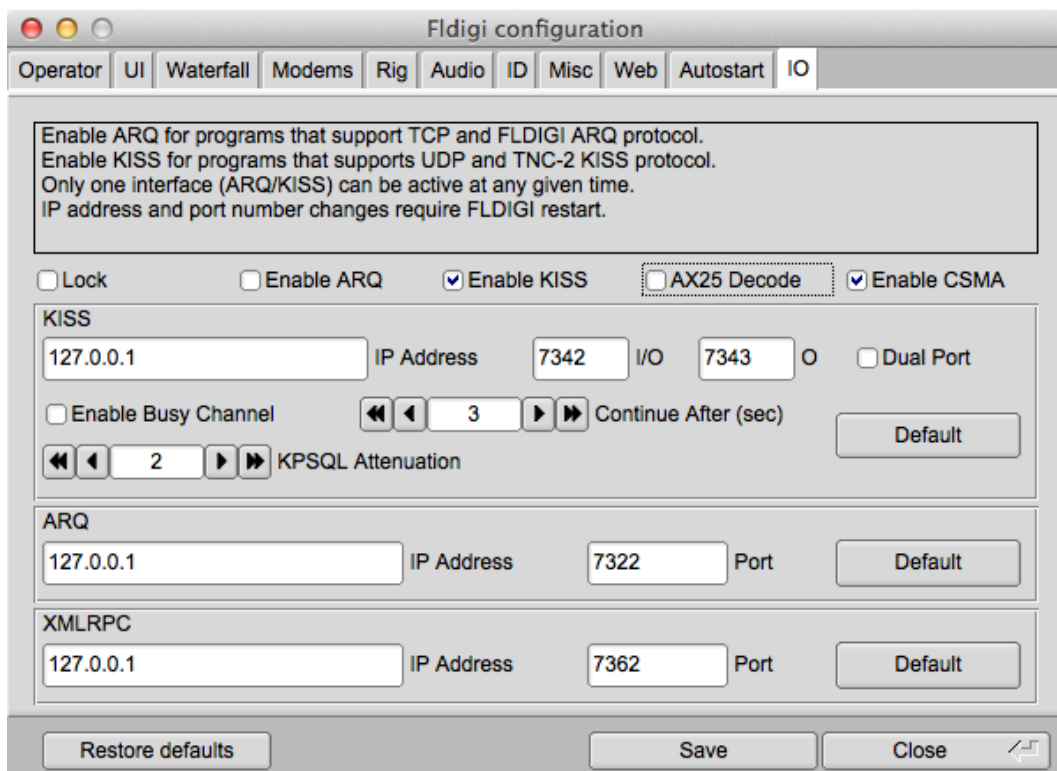 Fldigi configuration
Operator UI Waterfall Modems Rig Audio ID Misc Web Autostart IO
Enable ARQ for programs that support TCP and FLDIGI ARQ protocol.
Enable KISS for programs that supports UDP and TNC-2 KISS protocol.
Only one interface (ARQ/KISS) can be active at any given time.
IP address and port number changes require FLDIGI restart.
Lock Enable ARQ Enable KISS AX25 Decode Enable CSMA
KISS
127.0.0.1 IP Address 7342 I/O 7343 O Dual Port
Enable Busy Channel 3 Continue After (sec)
Default
2 KPSQL Attenuation
ARQ
127.0.0.1 IP Address 7322 Port Default
XMLRPC
127.0.0.1 IP Address 7362 Port Default
Restore defaults Save Close